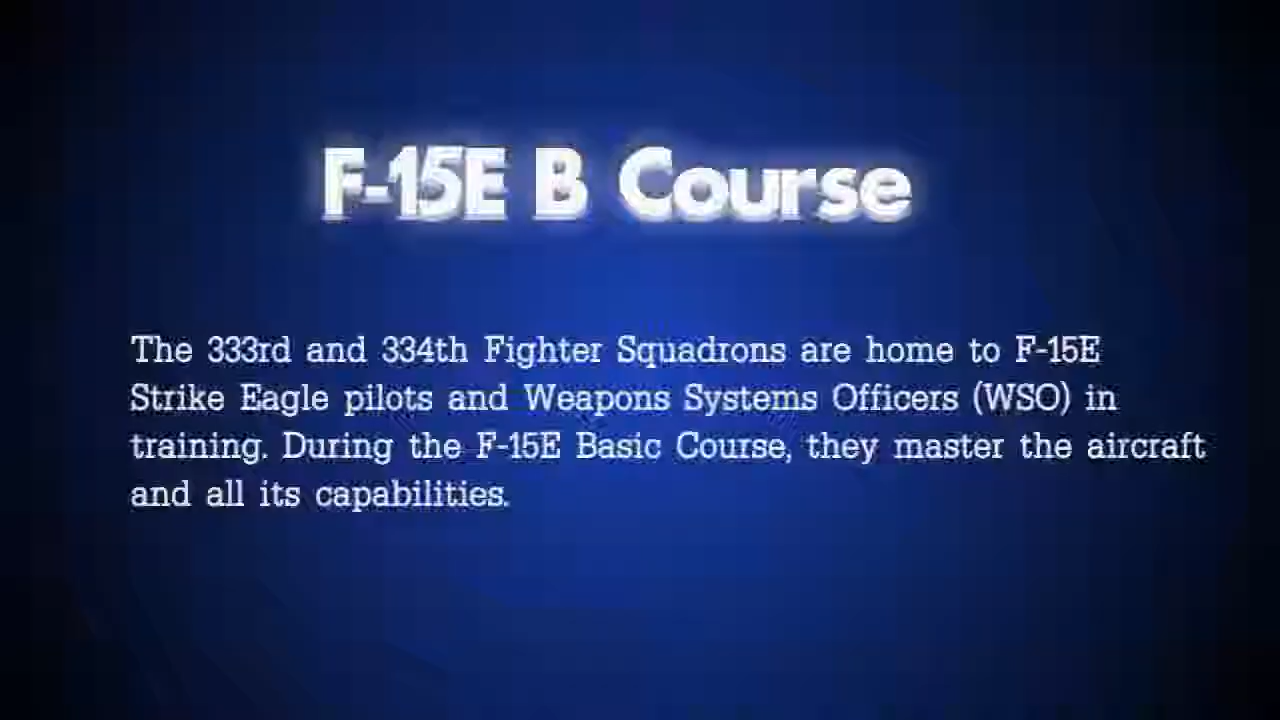 F-15E B Course
The 333rd and 334th Fighter Squadrons are home to F-15E
Strike Eagle pilots and Weapons Systems Officers (WSO) in
training. During the F-15E Basic Course, they master the aircraft
and all its capabilities.